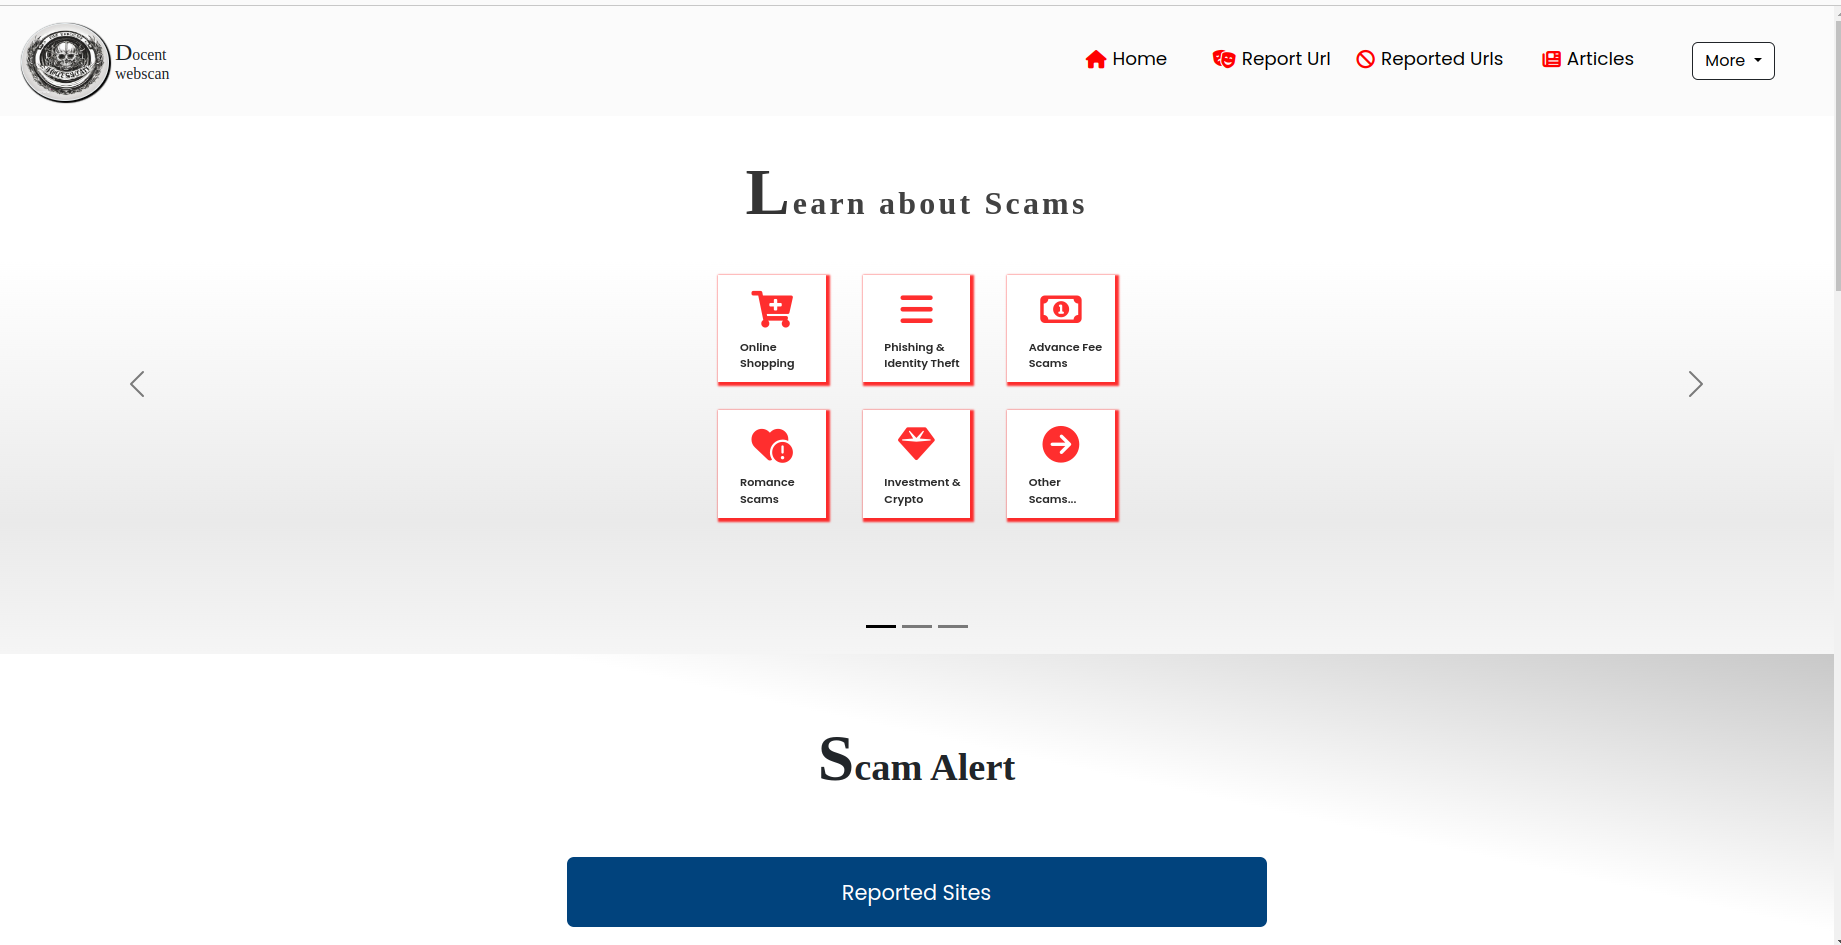 Docent
webscan
Home
Report Url
Reported Urls
Articles
More
Learn about Scams
Online
Shopping
Phishing &
Identity Theft
Advance Fee
Scams
Romance
Scams
Investment &
Crypto
Other
Scams...
Scam Alert
Reported Sites